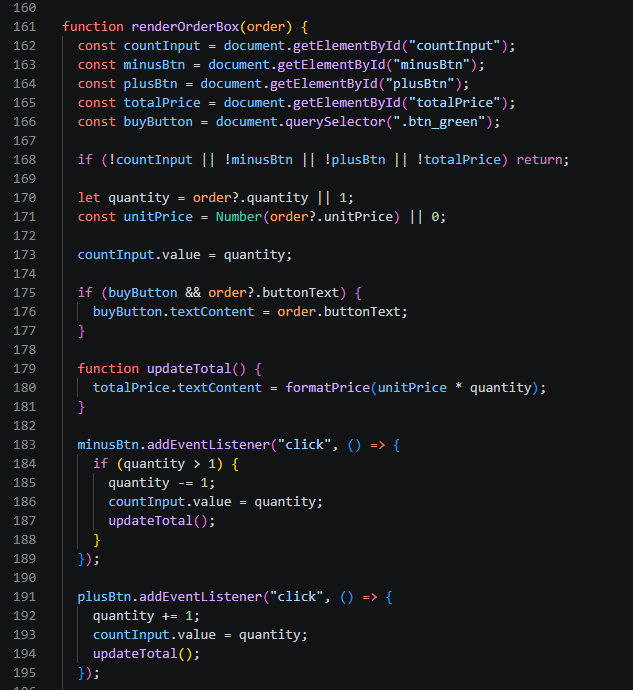 160
161 function renderOrderBox(order) {
162   const countInput = document.getElementById("countInput");
163   const minusBtn = document.getElementById("minusBtn");
164   const plusBtn = document.getElementById("plusBtn");
165   const totalPrice = document.getElementById("totalPrice");
166   const buyButton = document.querySelector(".btn_green");
167
168   if (!countInput || !minusBtn || !plusBtn || !totalPrice) return;
169
170   let quantity = order?.quantity || 1;
171   const unitPrice = Number(order?.unitPrice) || 0;
172
173   countInput.value = quantity;
174
175   if (buyButton && order?.buttonText) {
176     buyButton.textContent = order.buttonText;
177   }
178
179   function updateTotal() {
180     totalPrice.textContent = formatPrice(unitPrice * quantity);
181   }
182
183   minusBtn.addEventListener("click", () => {
184     if (quantity > 1) {
185       quantity -= 1;
186       countInput.value = quantity;
187       updateTotal();
188     }
189   });
190
191   plusBtn.addEventListener("click", () => {
192     quantity += 1;
193     countInput.value = quantity;
194     updateTotal();
195   });